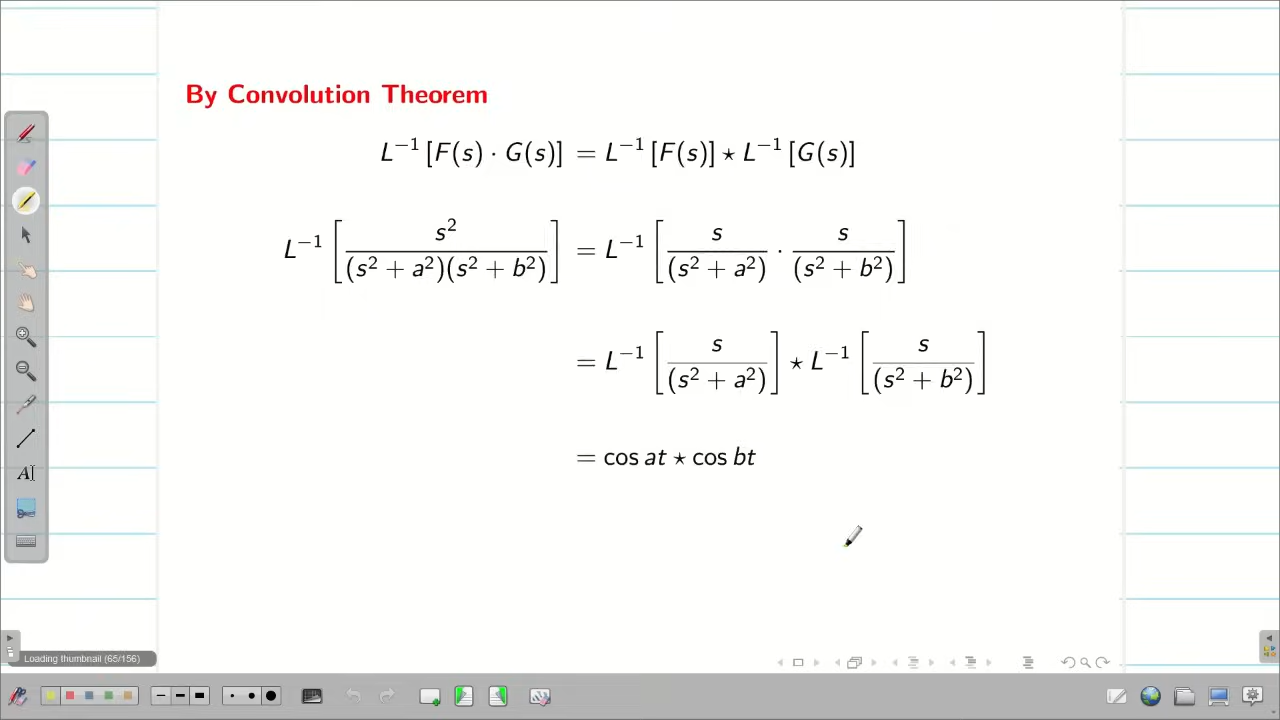 By Convolution Theorem
L⁻¹ [F(s) · G(s)] = L⁻¹ [F(s)] ⋆ L⁻¹ [G(s)]
L⁻¹ [ s² / (s² + a²)(s² + b²) ] = L⁻¹ [ s / (s² + a²) · s / (s² + b²) ]
= L⁻¹ [ s / (s² + a²) ] ⋆ L⁻¹ [ s / (s² + b²) ]
= cos at ⋆ cos bt
AI
Loading thumbnail (65/156)